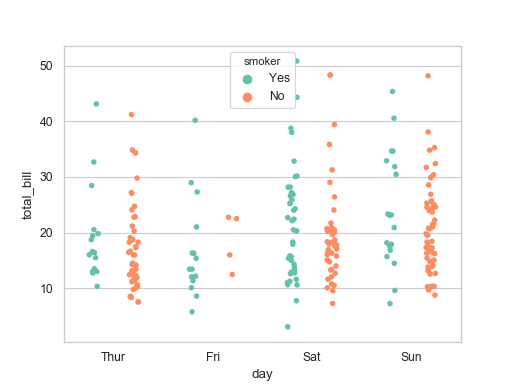 smoker
Yes
No
50
40
30
20
10
total_bill
Thur Fri Sat Sun
day